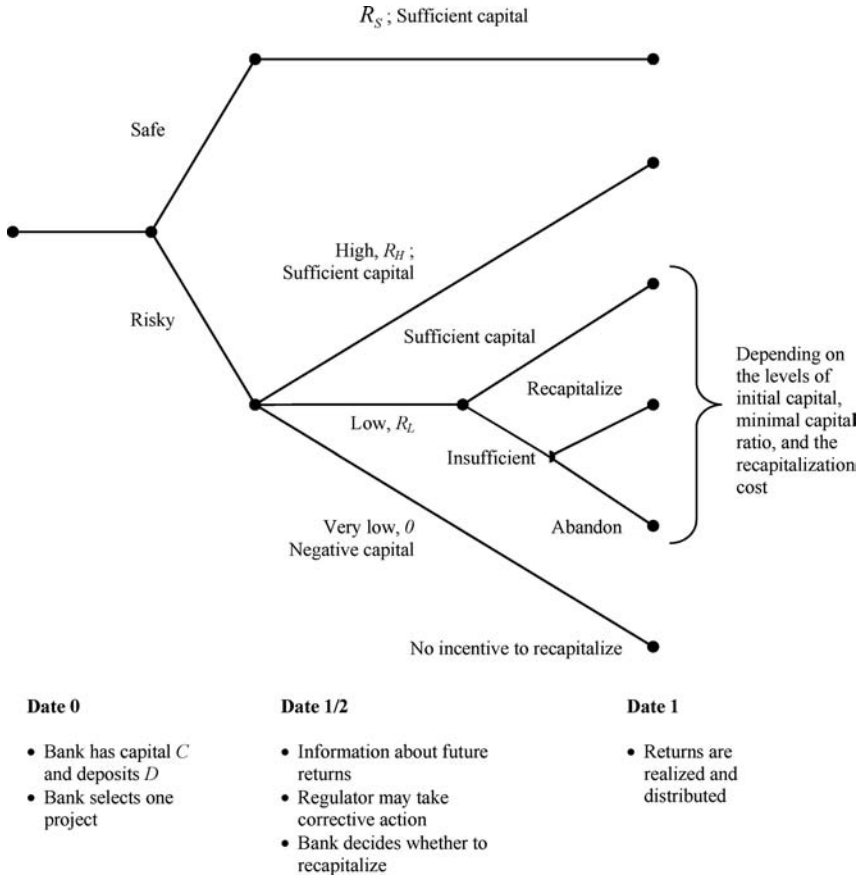 R_S ; Sufficient capital
Safe
High, R_H ;
Sufficient capital
Risky
Sufficient capital
Recapitalize
Low, R_L
Insufficient
Abandon
Depending on
the levels of
initial capital,
minimal capital
ratio, and the
recapitalization
cost
Very low, 0
Negative capital
No incentive to recapitalize
Date 0
• Bank has capital C
and deposits D
• Bank selects one
project
Date 1/2
• Information about future
returns
• Regulator may take
corrective action
• Bank decides whether to
recapitalize
Date 1
• Returns are
realized and
distributed